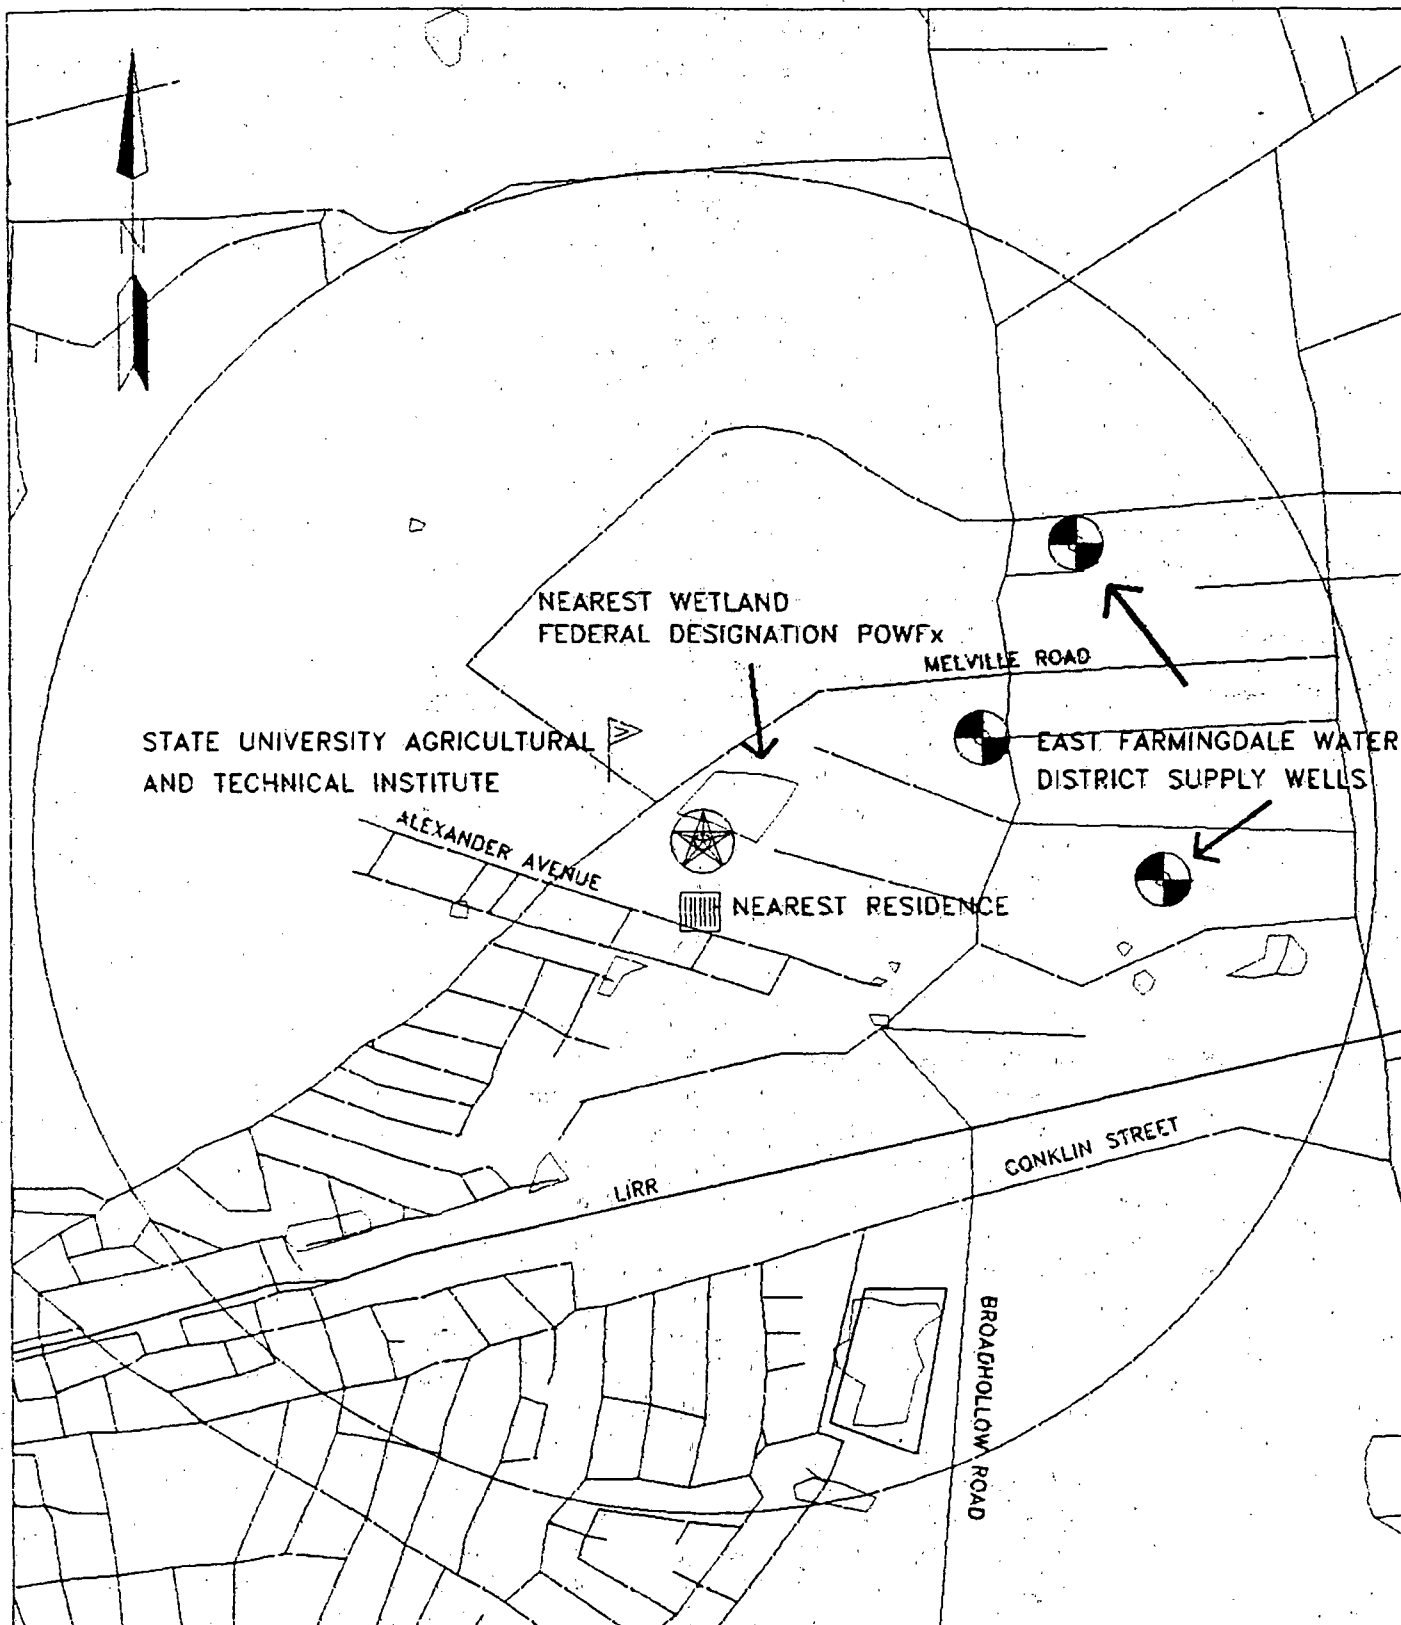 N
NEAREST WETLAND
FEDERAL DESIGNATION POWFx
MELVILLE ROAD
STATE UNIVERSITY AGRICULTURAL
AND TECHNICAL INSTITUTE
EAST FARMINGDALE WATER
DISTRICT SUPPLY WELLS
ALEXANDER AVENUE
NEAREST RESIDENCE
CONKLIN STREET
LIRR
BROADHOLLOW ROAD